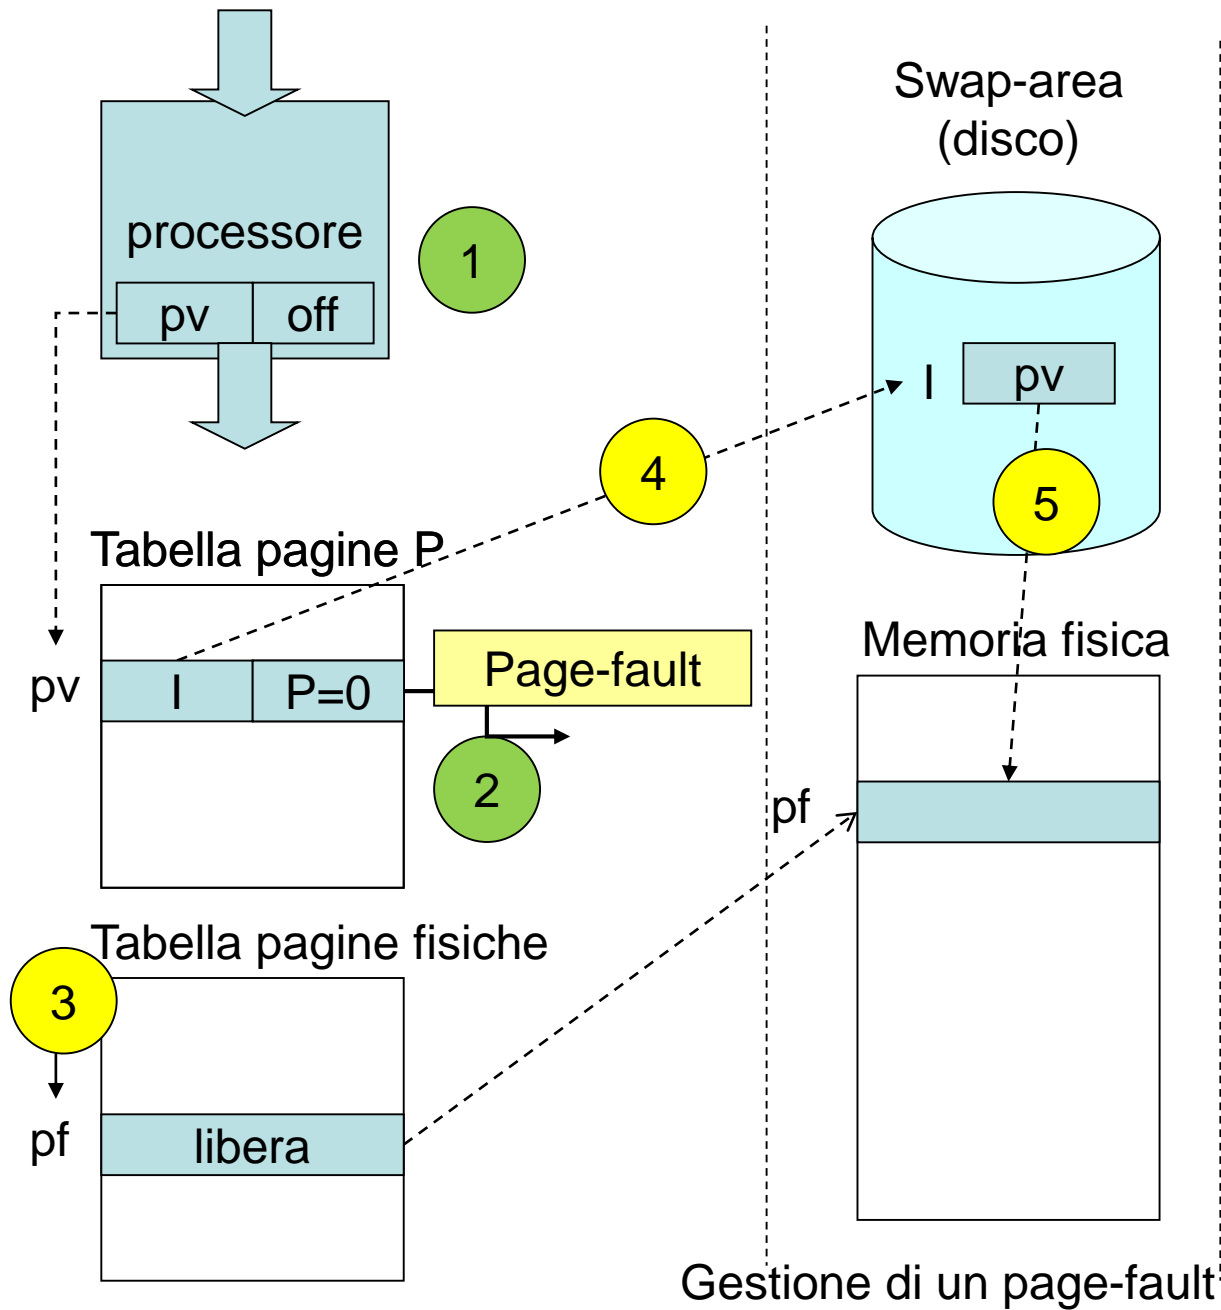 Swap-area
(disco)
processore
1
pv
off
I
pv
4
5
Tabella pagine P
Memoria fisica
pv
I
P=0
Page-fault
2
pf
Tabella pagine fisiche
3
pf
libera
Gestione di un page-fault